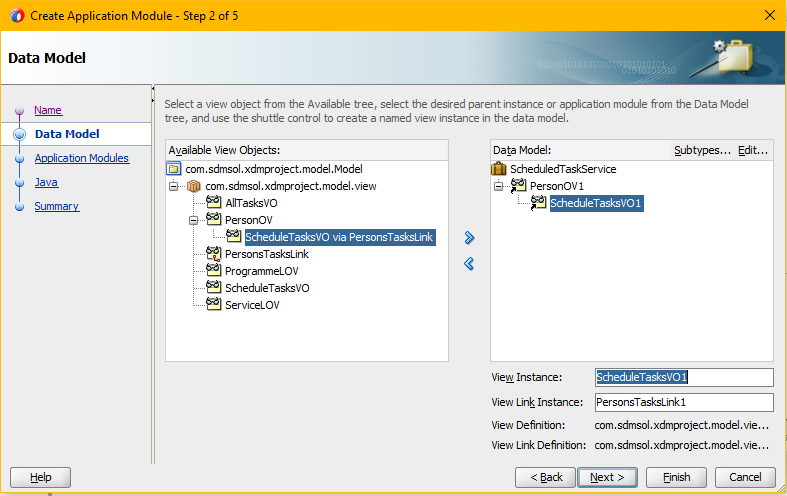 Create Application Module - Step 2 of 5
Data Model
Name
Data Model
Application Modules
Java
Summary
Select a view object from the Available tree, select the desired parent instance or application module from the Data Model
tree, and use the shuttle control to create a named view instance in the data model.
Available View Objects:
com.sdmsol.xdmproject.model.Model
com.sdmsol.xdmproject.model.view
AllTasksVO
PersonOV
ScheduleTasksVO via PersonsTasksLink
PersonsTasksLink
ProgrammeLOV
ScheduleTasksVO
ServiceLOV
Data Model: Subtypes... Edit...
ScheduledTaskService
PersonOV1
ScheduleTasksVO1
View Instance: ScheduleTasksVO1
View Link Instance: PersonsTasksLink1
View Definition: com.sdmsol.xdmproject.model.vie...
View Link Definition: com.sdmsol.xdmproject.model.vie...
Help
< Back
Next >
Finish
Cancel